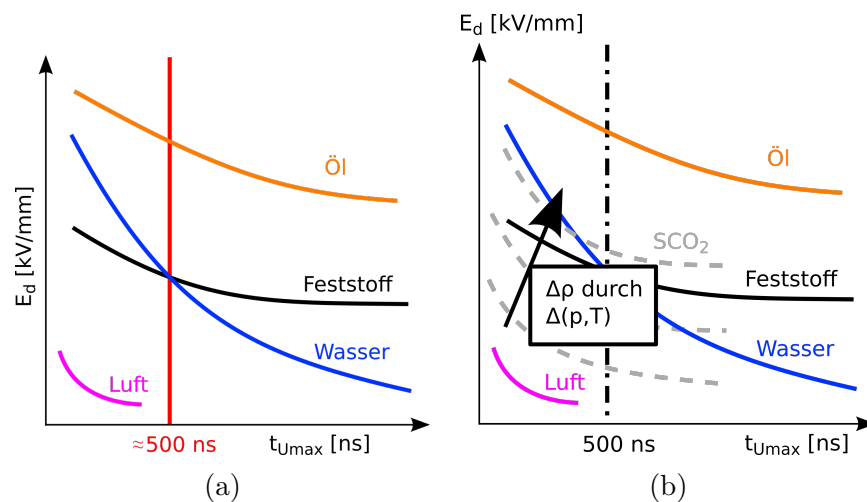 E_d [kV/mm]
Öl
Feststoff
Wasser
Luft
≈500 ns
t_Umax [ns]
(a)
E_d [kV/mm]
Öl
SCO₂
Feststoff
Δρ durch
Δ(p,T)
Wasser
Luft
500 ns
t_Umax [ns]
(b)